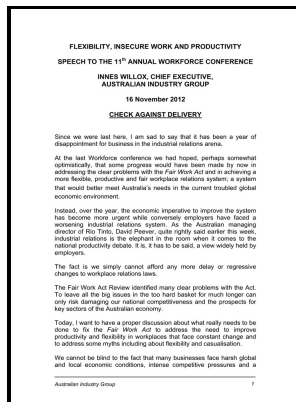 FLEXIBILITY, INSECURE WORK AND PRODUCTIVITY
SPEECH TO THE 11th ANNUAL WORKFORCE CONFERENCE
INNES WILLOX, CHIEF EXECUTIVE,
AUSTRALIAN INDUSTRY GROUP
16 November 2012
CHECK AGAINST DELIVERY
Since we were last here, I am sad to say that it has been a year of
disappointment for business in the industrial relations arena.
At the last Workforce conference we had hoped, perhaps somewhat
optimistically, that some progress would have been made by now in
addressing the clear problems with the Fair Work Act and in achieving a
more flexible, productive and fair workplace relations system; a system
that would better meet Australia's needs in the current troubled global
economic environment.
Instead, over the year, the economic imperative to improve the system
has become more urgent while conversely employers have faced a
worsening industrial relations system. As the Australian managing
director of Rio Tinto, David Peever, quite rightly said earlier this week,
industrial relations is the elephant in the room when it comes to the
national productivity debate. It is, it has to be said, a view widely held by
employers.
The fact is we simply cannot afford any more delay or regressive
changes to workplace relations laws.
The Fair Work Act Review identified many clear problems with the Act.
To leave all the big issues in the too hard basket for much longer can
only risk damaging our national competitiveness and the prospects for
key sectors of the Australian economy.
Today, I want to have a proper discussion about what really needs to be
done to fix the Fair Work Act to address the need to improve
productivity and flexibility in workplaces that face constant change and
to address some myths including about flexibility and casualisation.
We cannot be blind to the fact that many businesses face harsh global
and local economic conditions, intense competitive pressures and a
Australian Industry Group 1